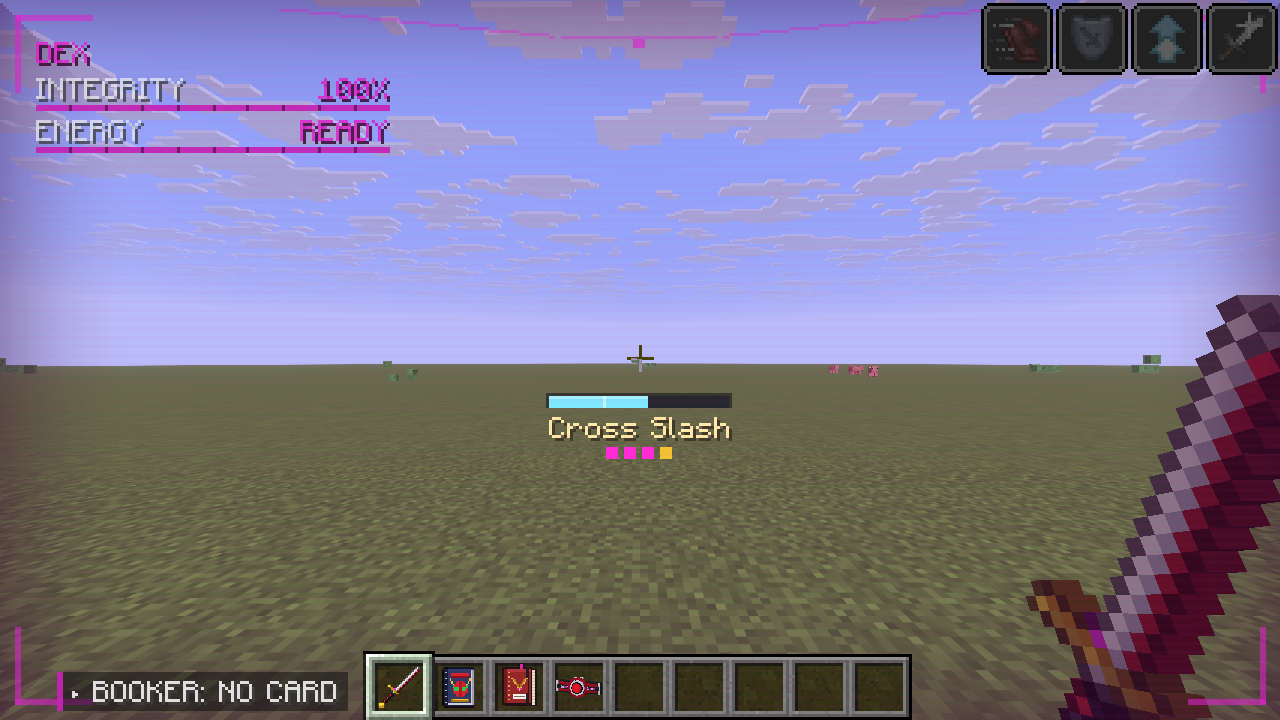 DEX
INTEGRITY 100%
ENERGY READY
Cross Slash
▸ BOOKER: NO CARD